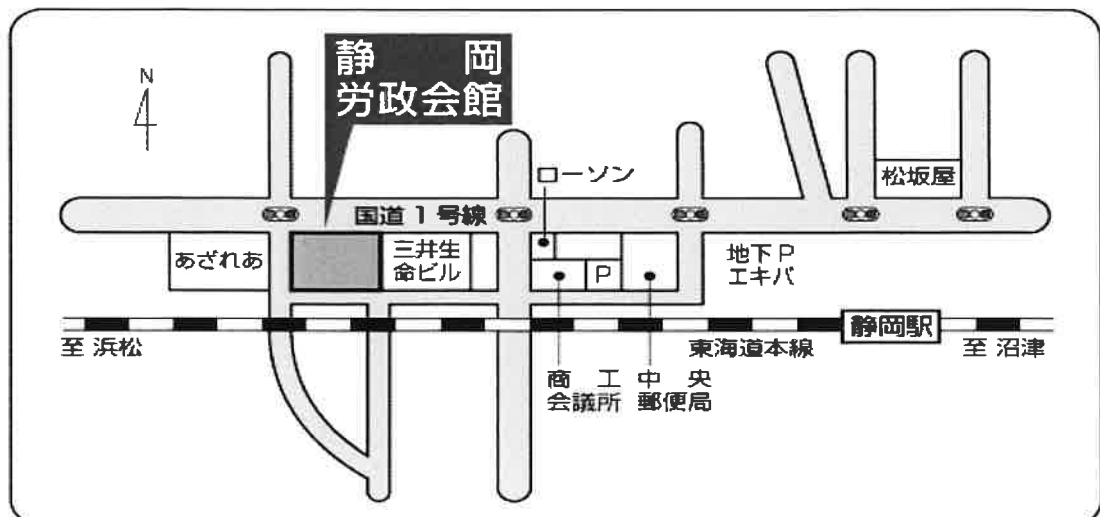 静岡
労政会館
N
ローソン
松坂屋
国道1号線
あざれあ
三井生
命ビル
P
地下P
エキパ
静岡駅
至 浜松
東海道本線
至 沼津
商工
会議所
中央
郵便局